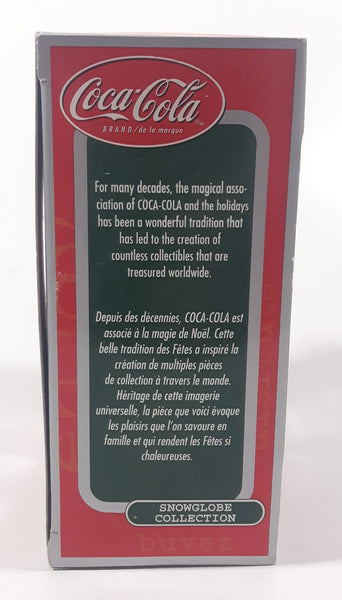 Coca-Cola
BRAND / de la marque
For many decades, the magical asso-
ciation of COCA-COLA and the holidays
has been a wonderful tradition that
has led to the creation of
countless collectibles that are
treasured worldwide.
Depuis des décennies, COCA-COLA est
associé à la magie de Noël. Cette
belle tradition des Fêtes a inspiré la
création de multiples pièces
de collection à travers le monde.
Héritage de cette imagerie
universelle, la pièce que voici évoque
les plaisirs que l'on savoure en
famille et qui rendent les Fêtes si
chaleureuses.
SNOWGLOBE
COLLECTION
buvez